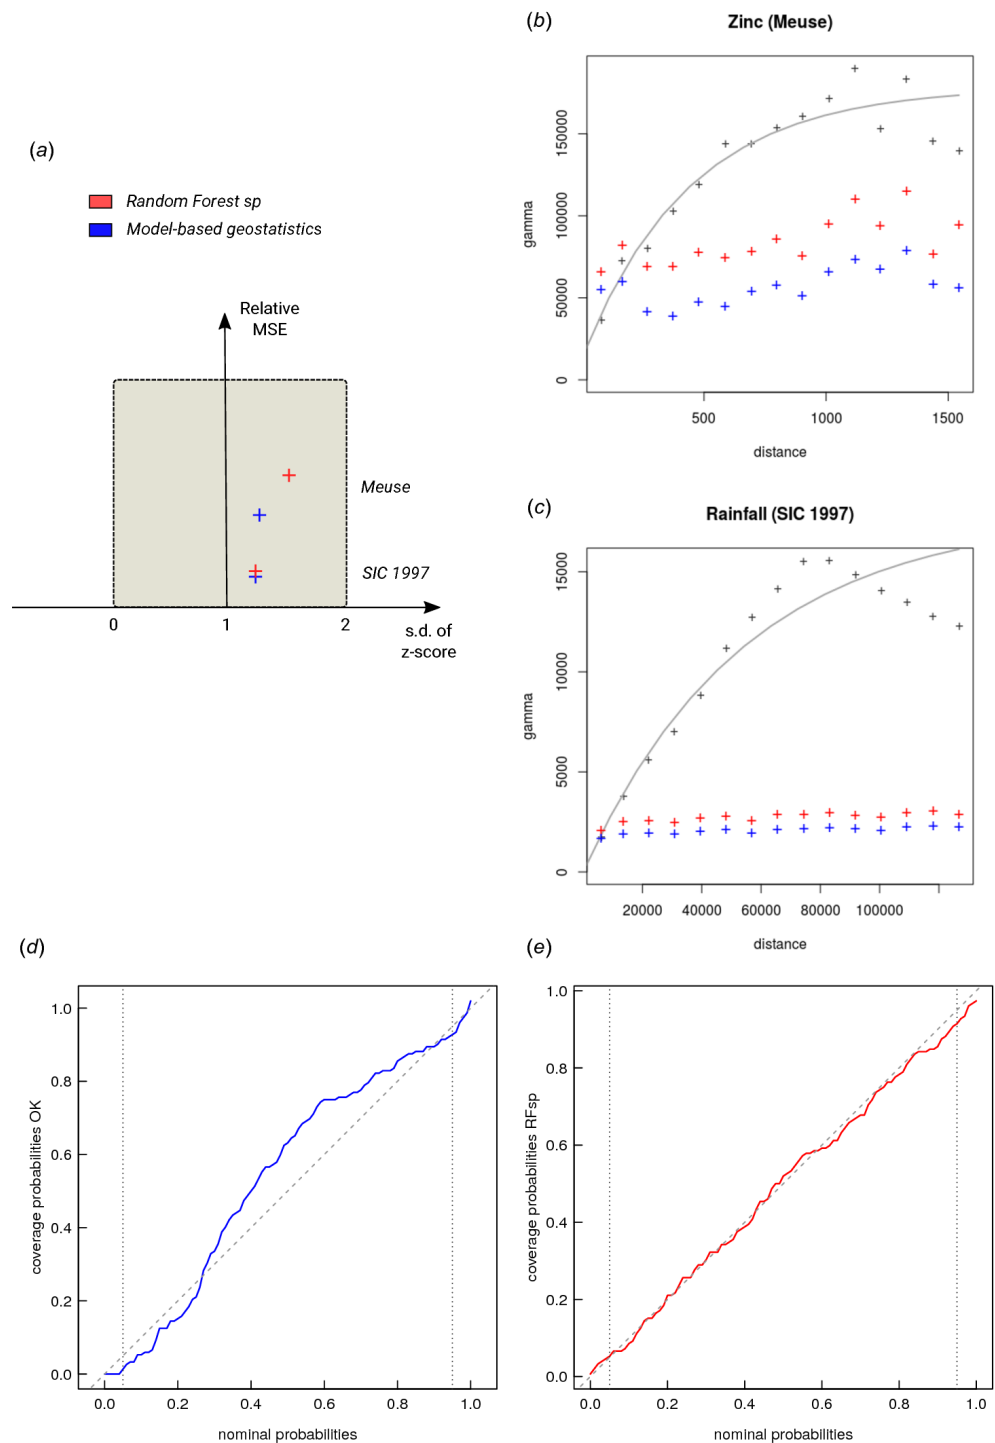 (a)
Random Forest sp
Model-based geostatistics
Relative
MSE
Meuse
SIC 1997
0
1
2
s.d. of
z-score
(b)
Zinc (Meuse)
gamma
150000
100000
50000
0
500
1000
1500
distance
(c)
Rainfall (SIC 1997)
gamma
15000
10000
5000
0
20000
40000
60000
80000
100000
distance
(d)
coverage probabilities OK
1.0
0.8
0.6
0.4
0.2
0.0
0.0
0.2
0.4
0.6
0.8
1.0
nominal probabilities
(e)
coverage probabilities RFsp
1.0
0.8
0.6
0.4
0.2
0.0
0.0
0.2
0.4
0.6
0.8
1.0
nominal probabilities